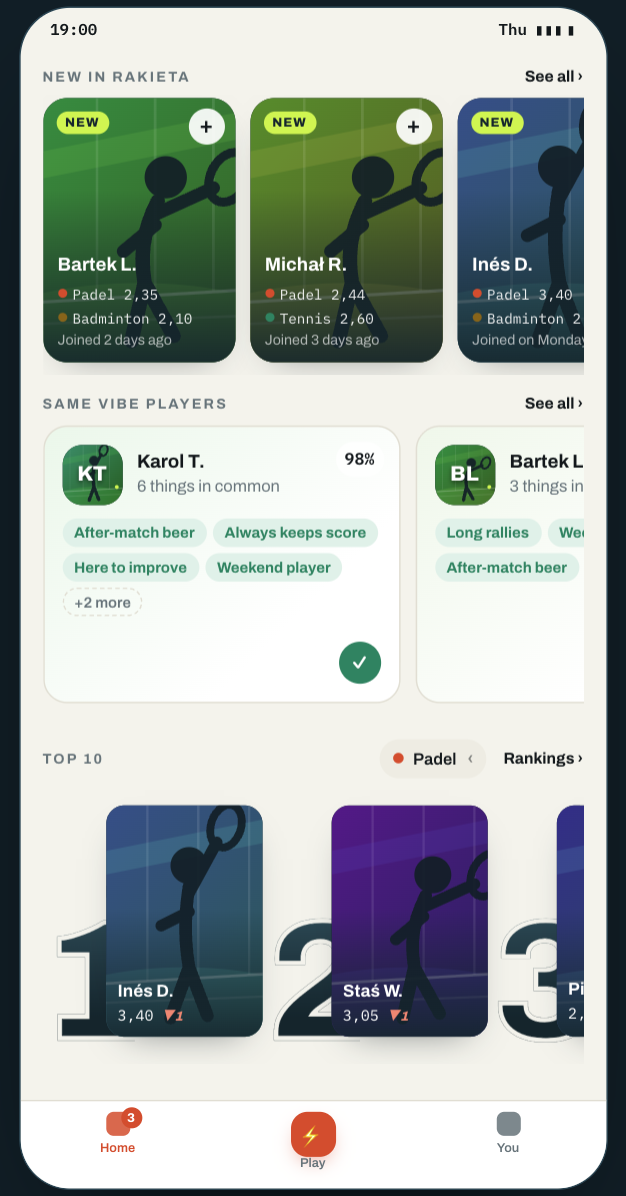 19:00 Thu
NEW IN RAKIETA See all ›
NEW + NEW + NEW
Bartek L. Michał R. Inés D.
Padel 2,35 Padel 2,44 Padel 3,40
Badminton 2,10 Tennis 2,60 Badminton 2
Joined 2 days ago Joined 3 days ago Joined on Monday
SAME VIBE PLAYERS See all ›
KT Karol T. 98% BL Bartek L
6 things in common 3 things in
After-match beer Always keeps score Long rallies
Here to improve Weekend player After-match beer
+2 more
TOP 10 Padel ‹ Rankings ›
1 2 3
Inés D. Staś W.
3,40 ▼1 3,05 ▼1 2,
3
Home Play You